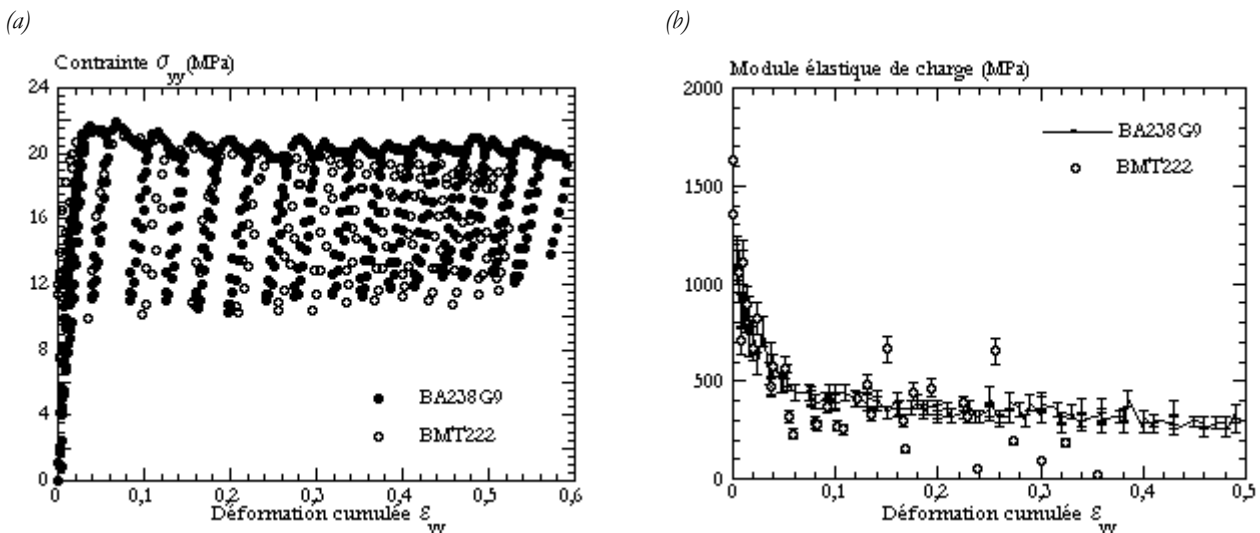 (a)
Contrainte σyy (MPa)
24
20
16
12
8
4
0
0
0,1
0,2
0,3
0,4
0,5
0,6
Déformation cumulée εyy
BA238G9
BMT222
(b)
Module élastique de charge (MPa)
2000
1500
1000
500
0
0
0,1
0,2
0,3
0,4
0,5
Déformation cumulée εyy
BA238G9
BMT222